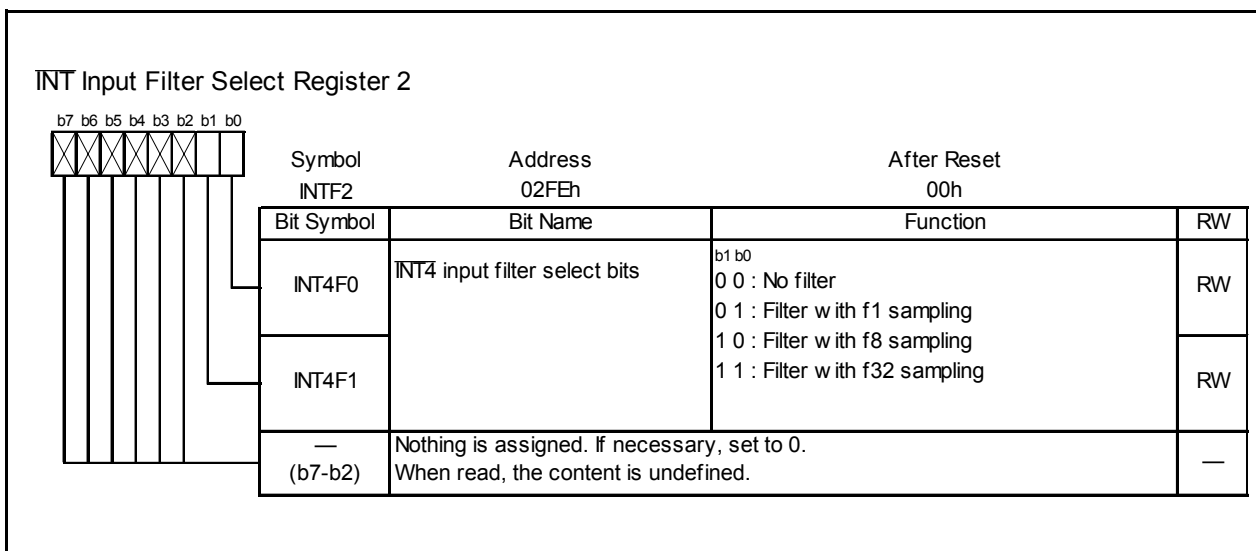 INT Input Filter Select Register 2
b7 b6 b5 b4 b3 b2 b1 b0
Symbol Address After Reset
INTF2 02FEh 00h
Bit Symbol Bit Name Function RW
INT4F0 INT4 input filter select bits b1 b0 RW
0 0 : No filter
0 1 : Filter with f1 sampling
1 0 : Filter with f8 sampling
INT4F1 1 1 : Filter with f32 sampling RW
— Nothing is assigned. If necessary, set to 0. —
(b7-b2) When read, the content is undefined.